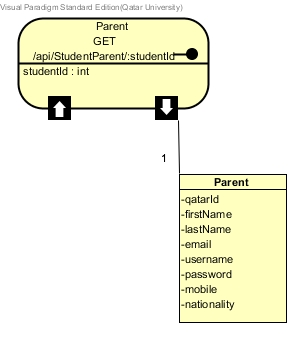 Visual Paradigm Standard Edition(Qatar University)
Parent
GET
/api/StudentParent/:studentId
studentId : int
1
Parent
-qatarId
-firstName
-lastName
-email
-username
-password
-mobile
-nationality